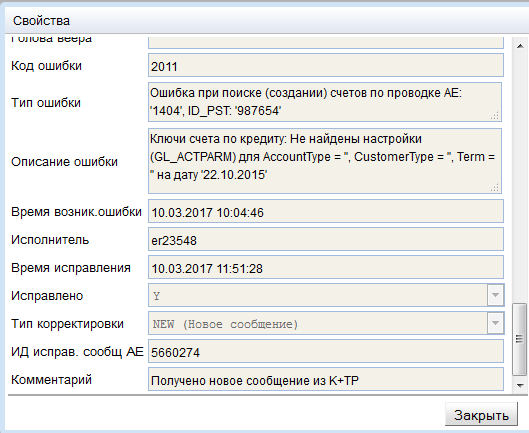 Свойства
Голова веера
Код ошибки
2011
Тип ошибки
Ошибка при поиске (создании) счетов по проводке AE:
'1404', ID_PST: '987654'
Описание ошибки
Ключи счета по кредиту: Не найдены настройки
(GL_ACTPARM) для AccountType = '', CustomerType = '', Term =
'' на дату '22.10.2015'
Время возник.ошибки
10.03.2017 10:04:46
Исполнитель
er23548
Время исправления
10.03.2017 11:51:28
Исправлено
Y
Тип корректировки
NEW (Новое сообщение)
ИД исправ. сообщ AE
5660274
Комментарий
Получено новое сообщение из K+TP
Закрыть